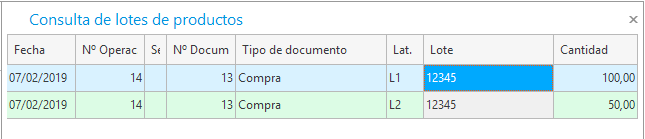 Consulta de lotes de productos
Fecha Nº Operac Se Nº Docum Tipo de documento Lat. Lote Cantidad
07/02/2019 14 13 Compra L1 12345 100,00
07/02/2019 14 13 Compra L2 12345 50,00